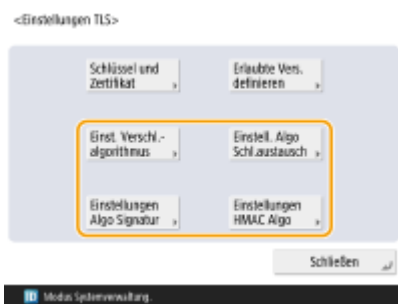 <Einstellungen TLS>
Schlüssel und
Zertifikat
Erlaubte Vers.
definieren
Einst. Verschl.-
algorithmus
Einstell. Algo
Schl.austausch
Einstellungen
Algo Signatur
Einstellungen
HMAC Algo
Schließen
ID Modus Systemverwaltung.